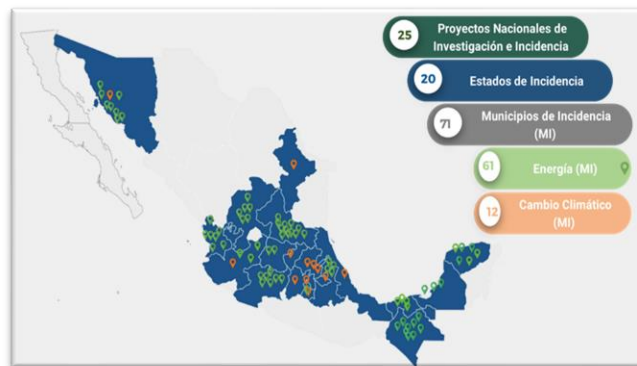 25
Proyectos Nacionales de
Investigación e Incidencia
20
Estados de Incidencia
71
Municipios de Incidencia
(MI)
61
Energía (MI)
12
Cambio Climático
(MI)